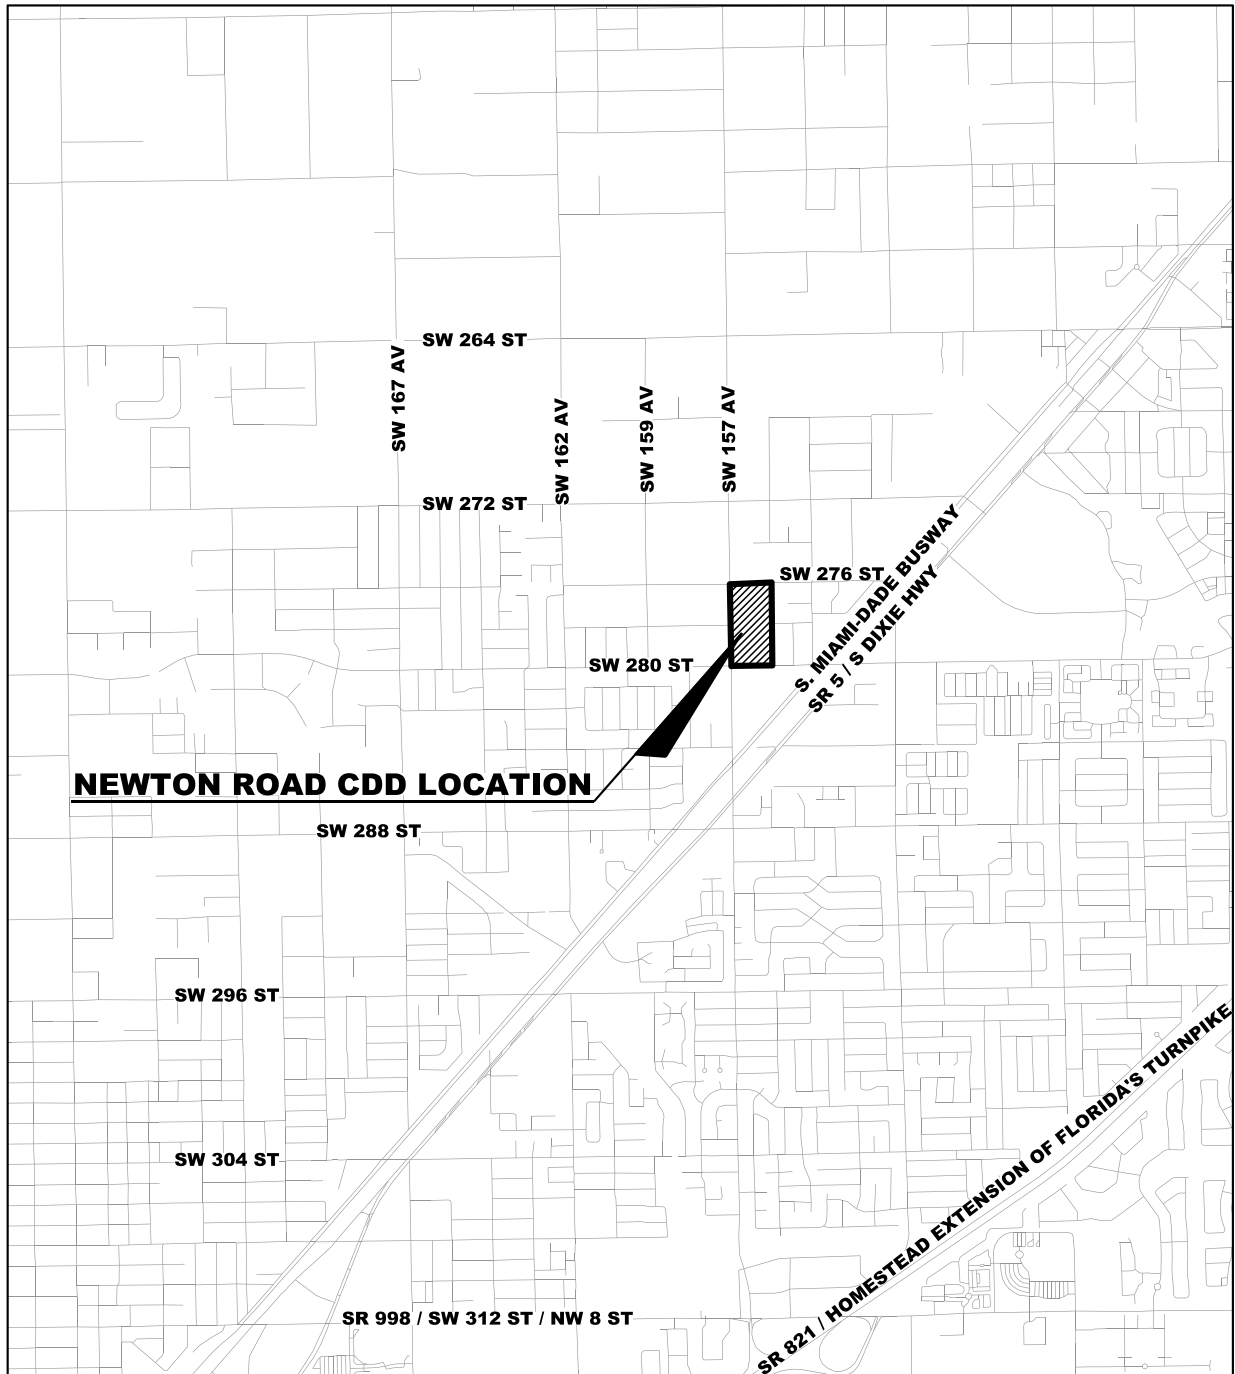 SW 264 ST
SW 167 AV
SW 162 AV
SW 159 AV
SW 157 AV
SW 272 ST
S. MIAMI-DADE BUSWAY
SR 5 / S DIXIE HWY
SW 276 ST
SW 280 ST
NEWTON ROAD CDD LOCATION
SW 288 ST
SW 296 ST
SR 821 / HOMESTEAD EXTENSION OF FLORIDA'S TURNPIKE
SW 304 ST
SR 998 / SW 312 ST / NW 8 ST